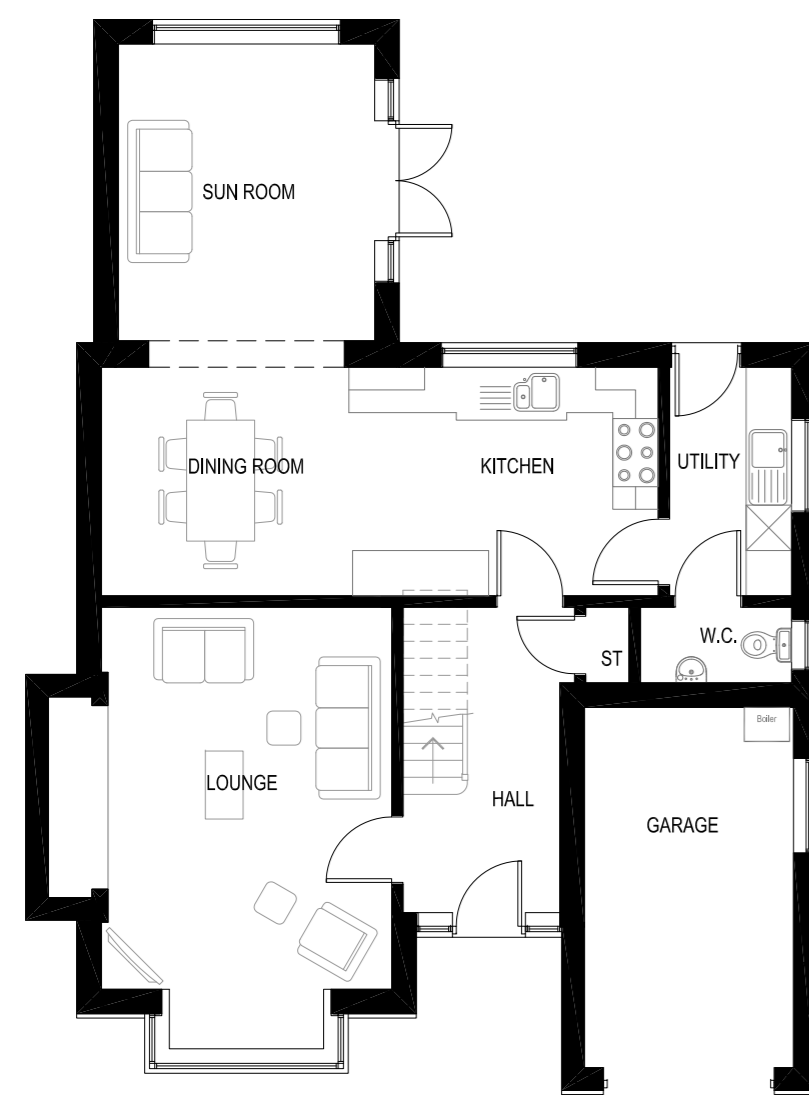 SUN ROOM
DINING ROOM
KITCHEN
UTILITY
W.C.
ST
Boiler
LOUNGE
HALL
GARAGE